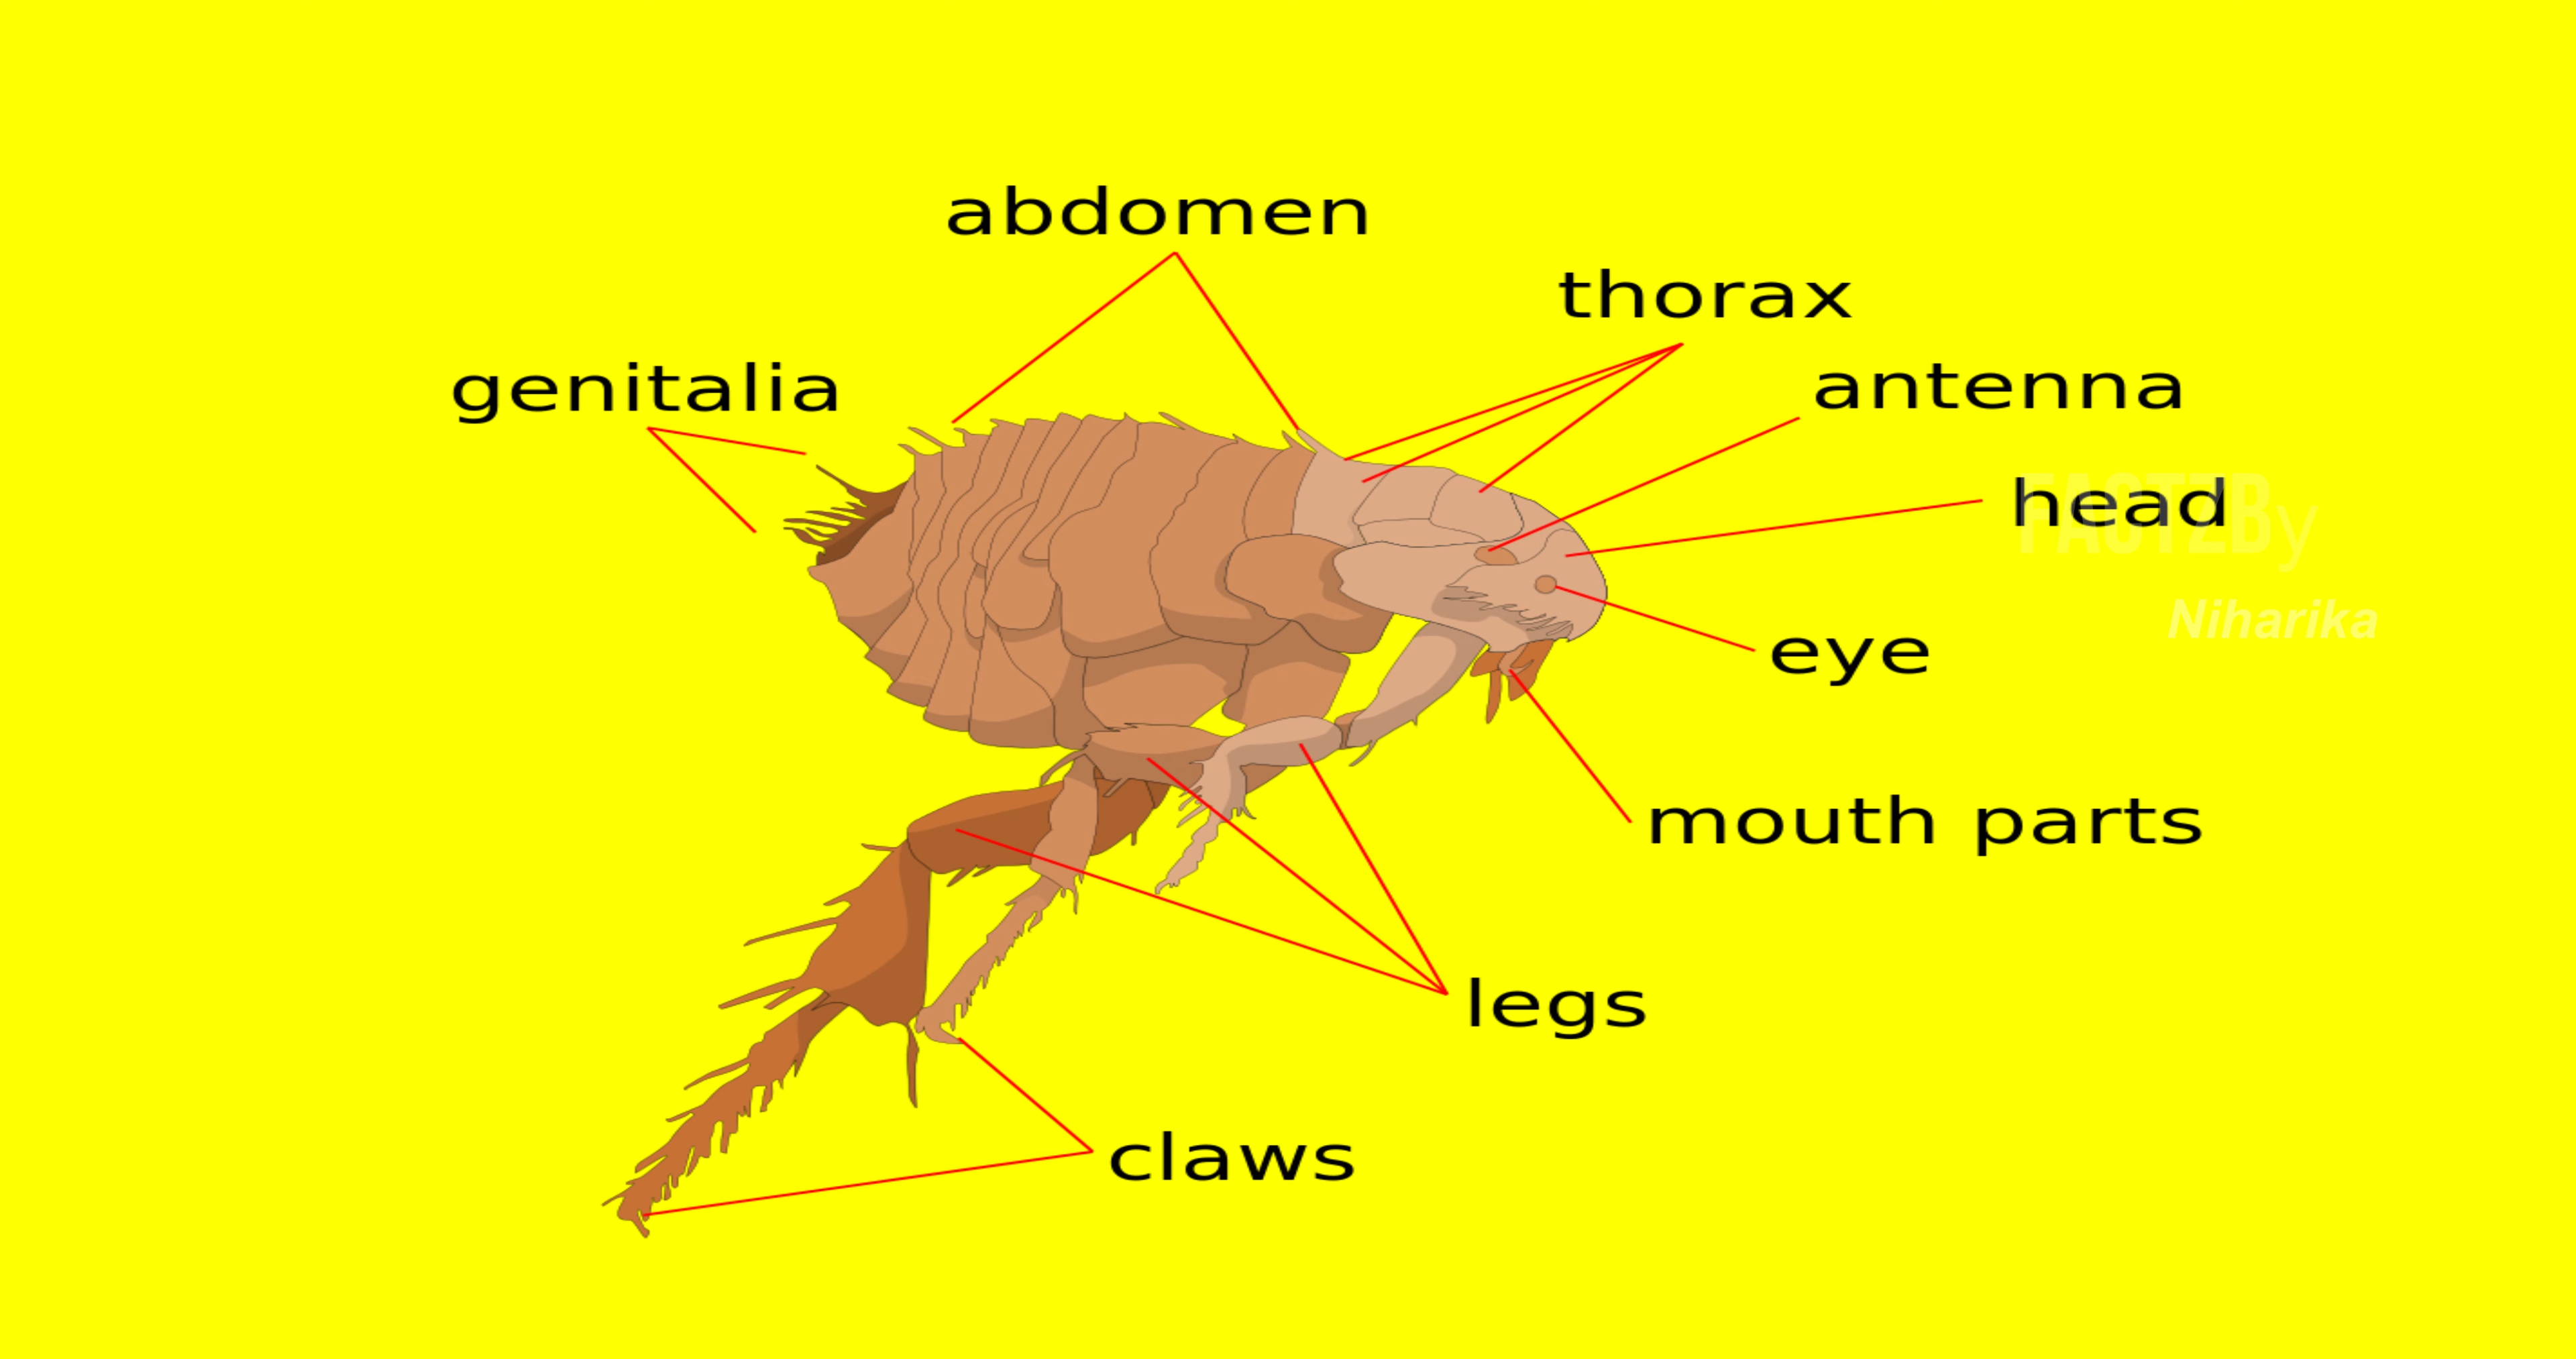 abdomen
thorax
genitalia
antenna
head
FACTZBy
Niharika
eye
mouth parts
legs
claws